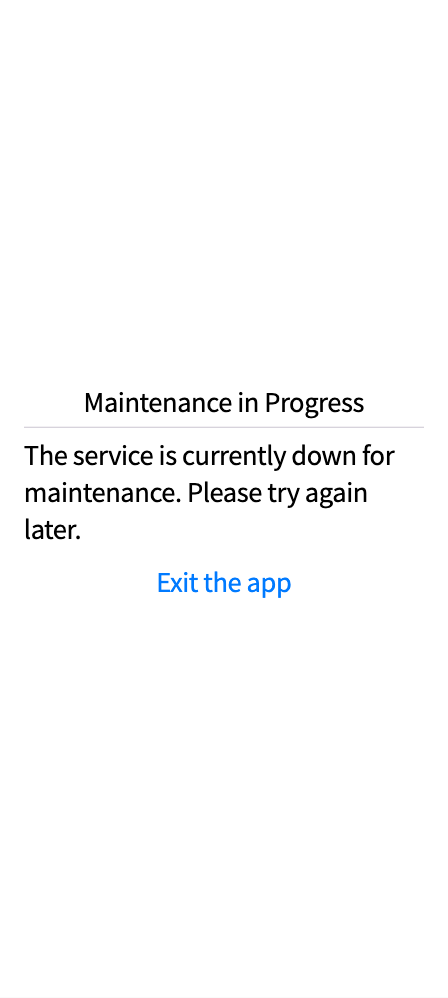 Maintenance in Progress
The service is currently down for
maintenance. Please try again
later.
Exit the app